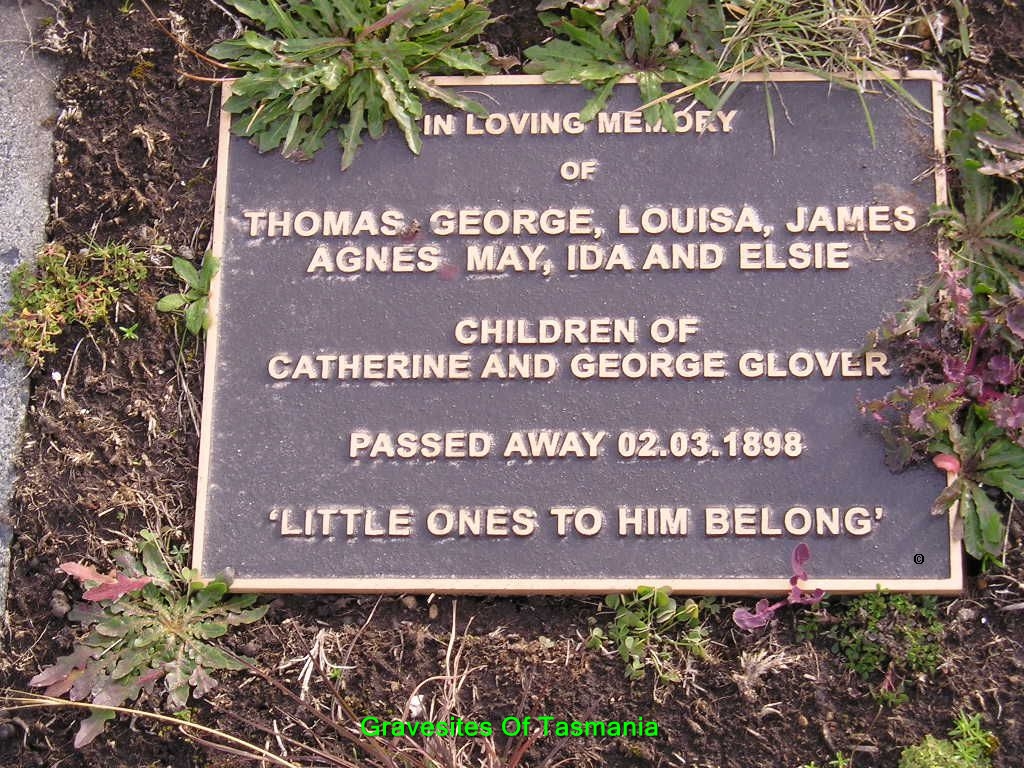 IN LOVING MEMORY
OF
THOMAS, GEORGE, LOUISA, JAMES
AGNES MAY, IDA AND ELSIE
CHILDREN OF
CATHERINE AND GEORGE GLOVER
PASSED AWAY 02.03.1898
‘LITTLE ONES TO HIM BELONG’
©
Gravesites Of Tasmania